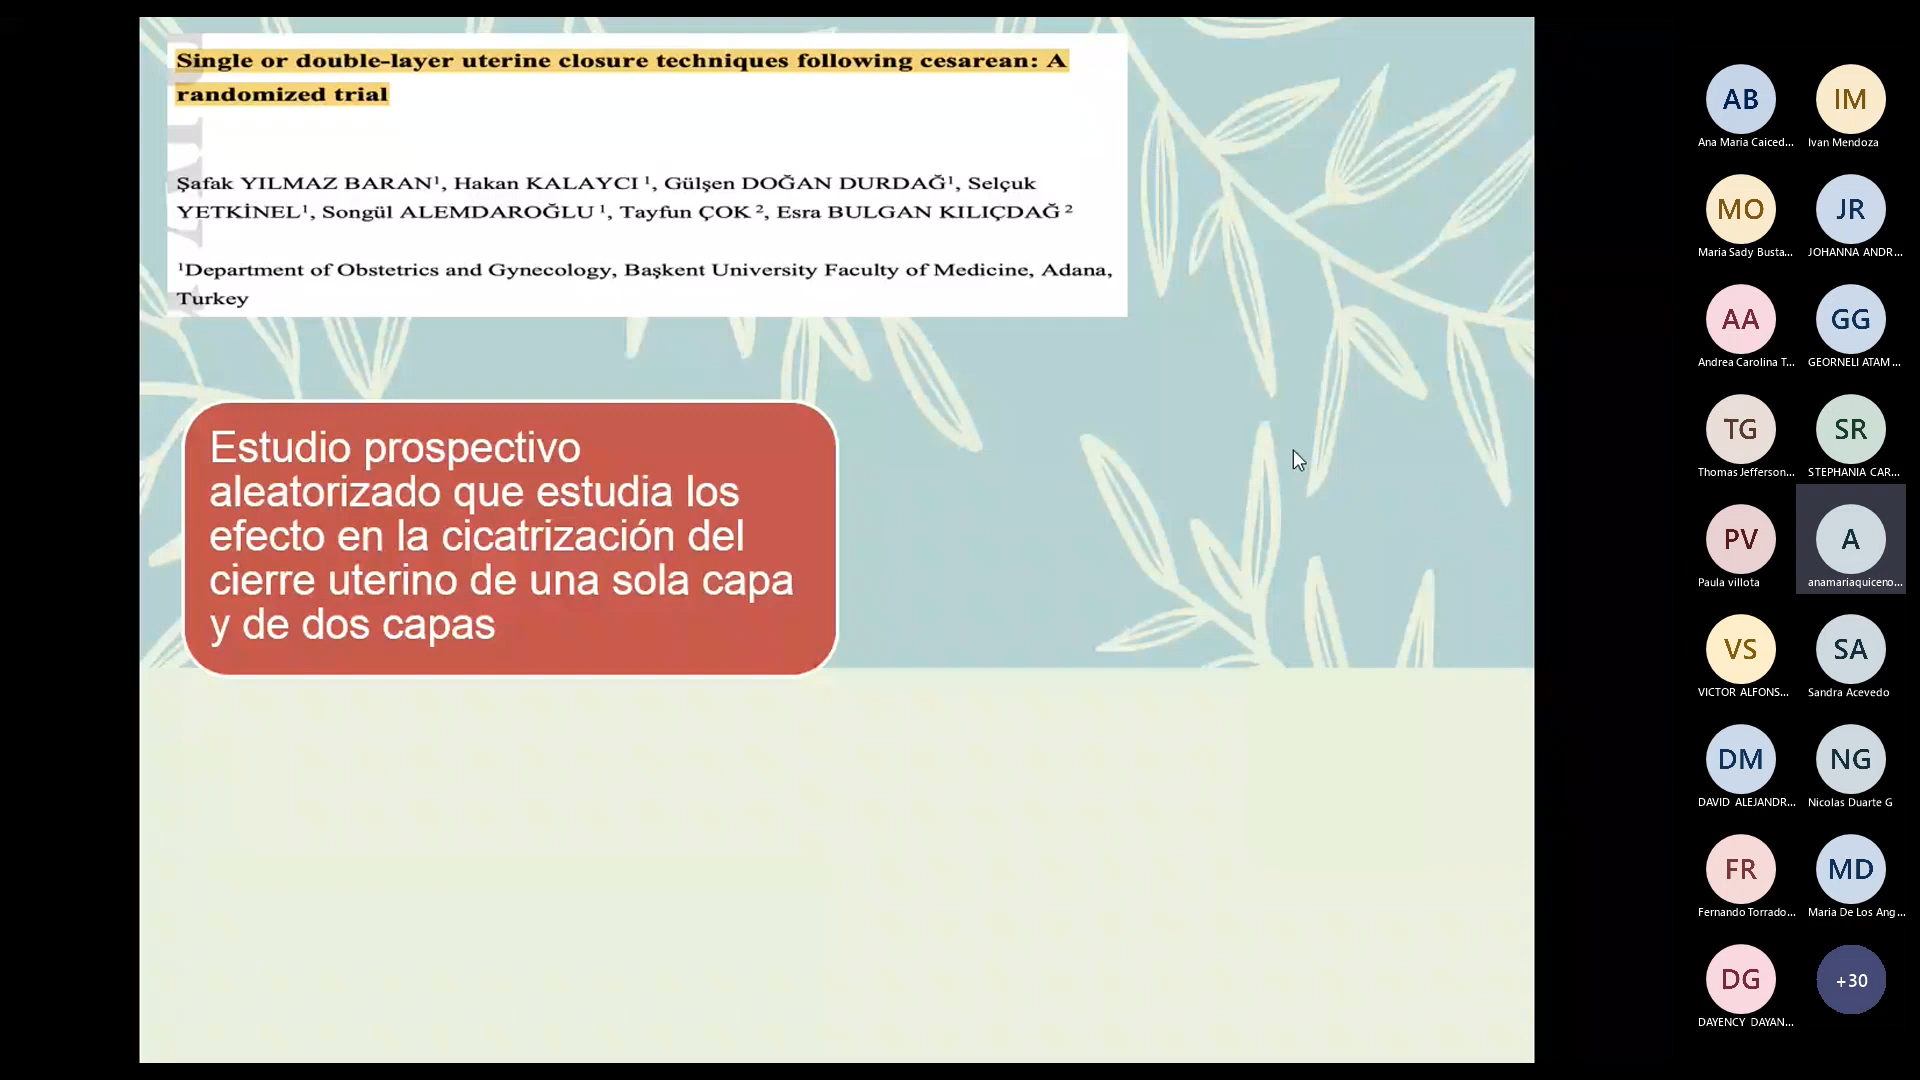 Single or double-layer uterine closure techniques following cesarean: A
randomized trial
Şafak YILMAZ BARAN¹, Hakan KALAYCI ¹, Gülşen DOĞAN DURDAĞ¹, Selçuk
YETKİNEL¹, Songül ALEMDAROĞLU ¹, Tayfun ÇOK ², Esra BULGAN KILIÇDAĞ ²
¹Department of Obstetrics and Gynecology, Başkent University Faculty of Medicine, Adana,
Turkey
Estudio prospectivo
aleatorizado que estudia los
efecto en la cicatrización del
cierre uterino de una sola capa
y de dos capas
AB
Ana Maria Caiced...
IM
Ivan Mendoza
MO
Maria Sady Busta...
JR
JOHANNA ANDR...
AA
Andrea Carolina T...
GG
GEORNELI ATAM...
TG
Thomas Jefferson...
SR
STEPHANIA CAR...
PV
Paula villota
A
anamariaquiceno...
VS
VICTOR ALFONS...
SA
Sandra Acevedo
DM
DAVID ALEJANDR...
NG
Nicolas Duarte G
FR
Fernando Torrado...
MD
Maria De Los Ang...
DG
DAYENCY DAYAN...
+30